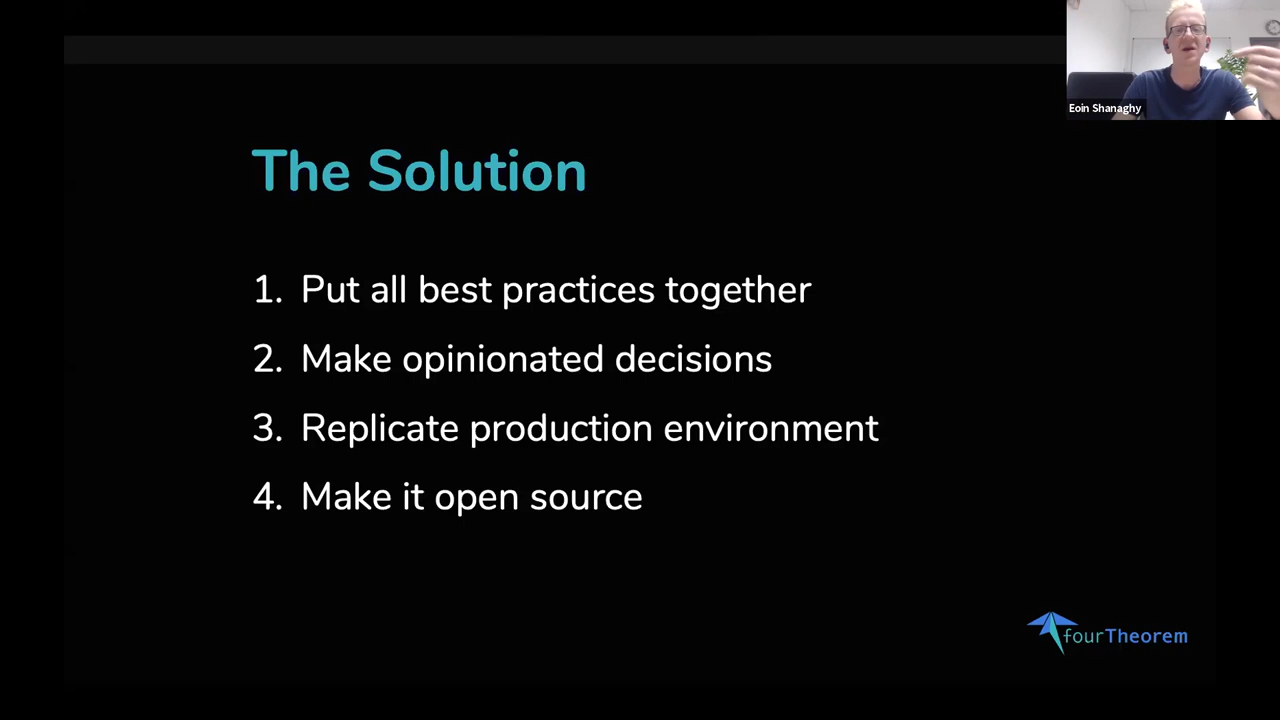 Eoin Shanaghy
The Solution
1. Put all best practices together
2. Make opinionated decisions
3. Replicate production environment
4. Make it open source
fourTheorem